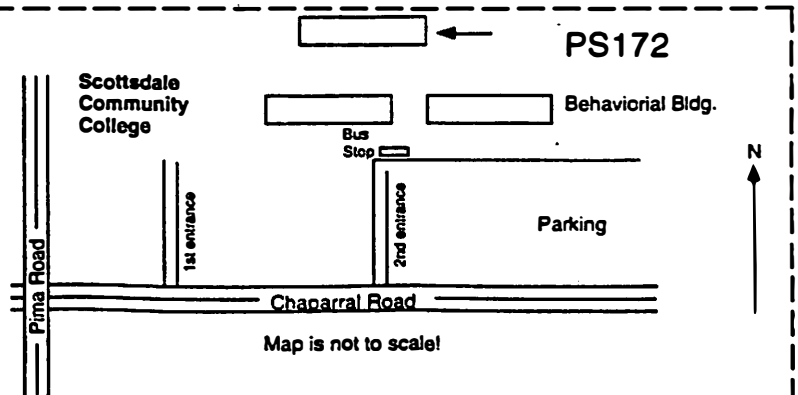 PS172
Scottsdale
Community
College
Behaviorial Bldg.
Bus
Stop
N
1st entrance
2nd entrance
Parking
Pima Road
Chaparral Road
Map is not to scale!